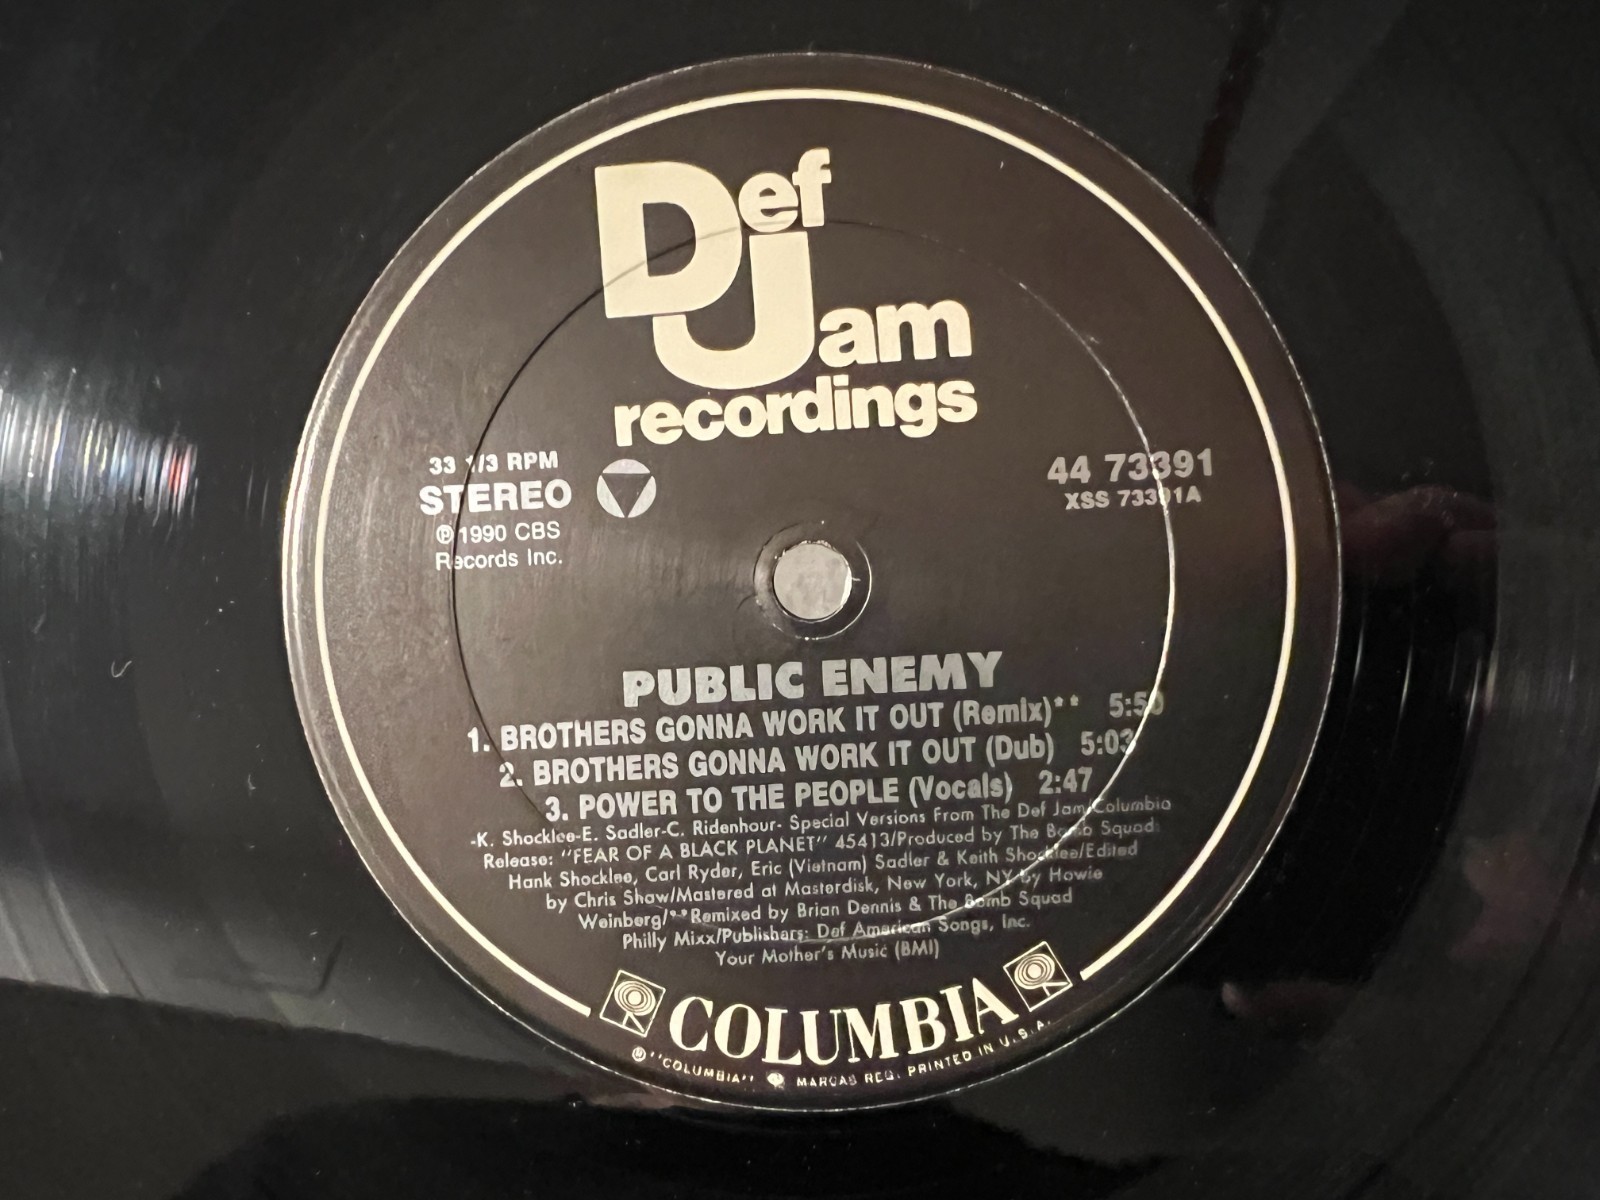 Def
Jam
recordings
33 1/3 RPM
STEREO
℗ 1990 CBS
Records Inc.
44 73391
XSS 73391A
PUBLIC ENEMY
1. BROTHERS GONNA WORK IT OUT (Remix)** 5:50
2. BROTHERS GONNA WORK IT OUT (Dub) 5:03
3. POWER TO THE PEOPLE (Vocals) 2:47
-K. Shocklee-E. Sadler-C. Ridenhour- Special Versions From The Def Jam/Columbia
Release: "FEAR OF A BLACK PLANET" 45413/Produced by The Bomb Squad:
Hank Shocklee, Carl Ryder, Eric (Vietnam) Sadler & Keith Shocklee/Edited
by Chris Shaw/Mastered at Masterdisk, New York, NY by Howie
Weinberg/**Remixed by Brian Dennis & The Bomb Squad
Philly Mixx/Publishers: Def American Songs, Inc.
Your Mother's Music (BMI)
COLUMBIA
® "COLUMBIA" MARCAS REG. PRINTED IN U.S.A.